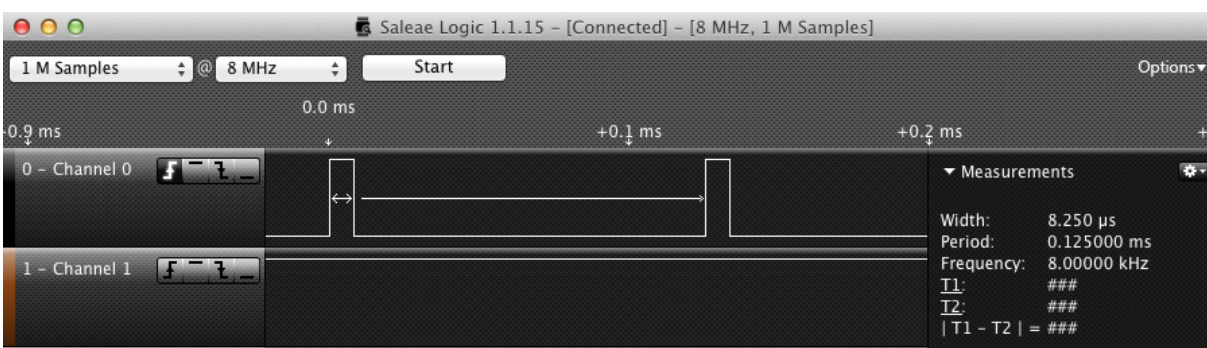 Saleae Logic 1.1.15 – [Connected] – [8 MHz, 1 M Samples]
1 M Samples @ 8 MHz Start Options
0.0 ms
-0.9 ms +0.1 ms +0.2 ms +
0 – Channel 0
Measurements
Width: 8.250 µs
Period: 0.125000 ms
1 – Channel 1
Frequency: 8.00000 kHz
T1: ###
T2: ###
| T1 – T2 | = ###